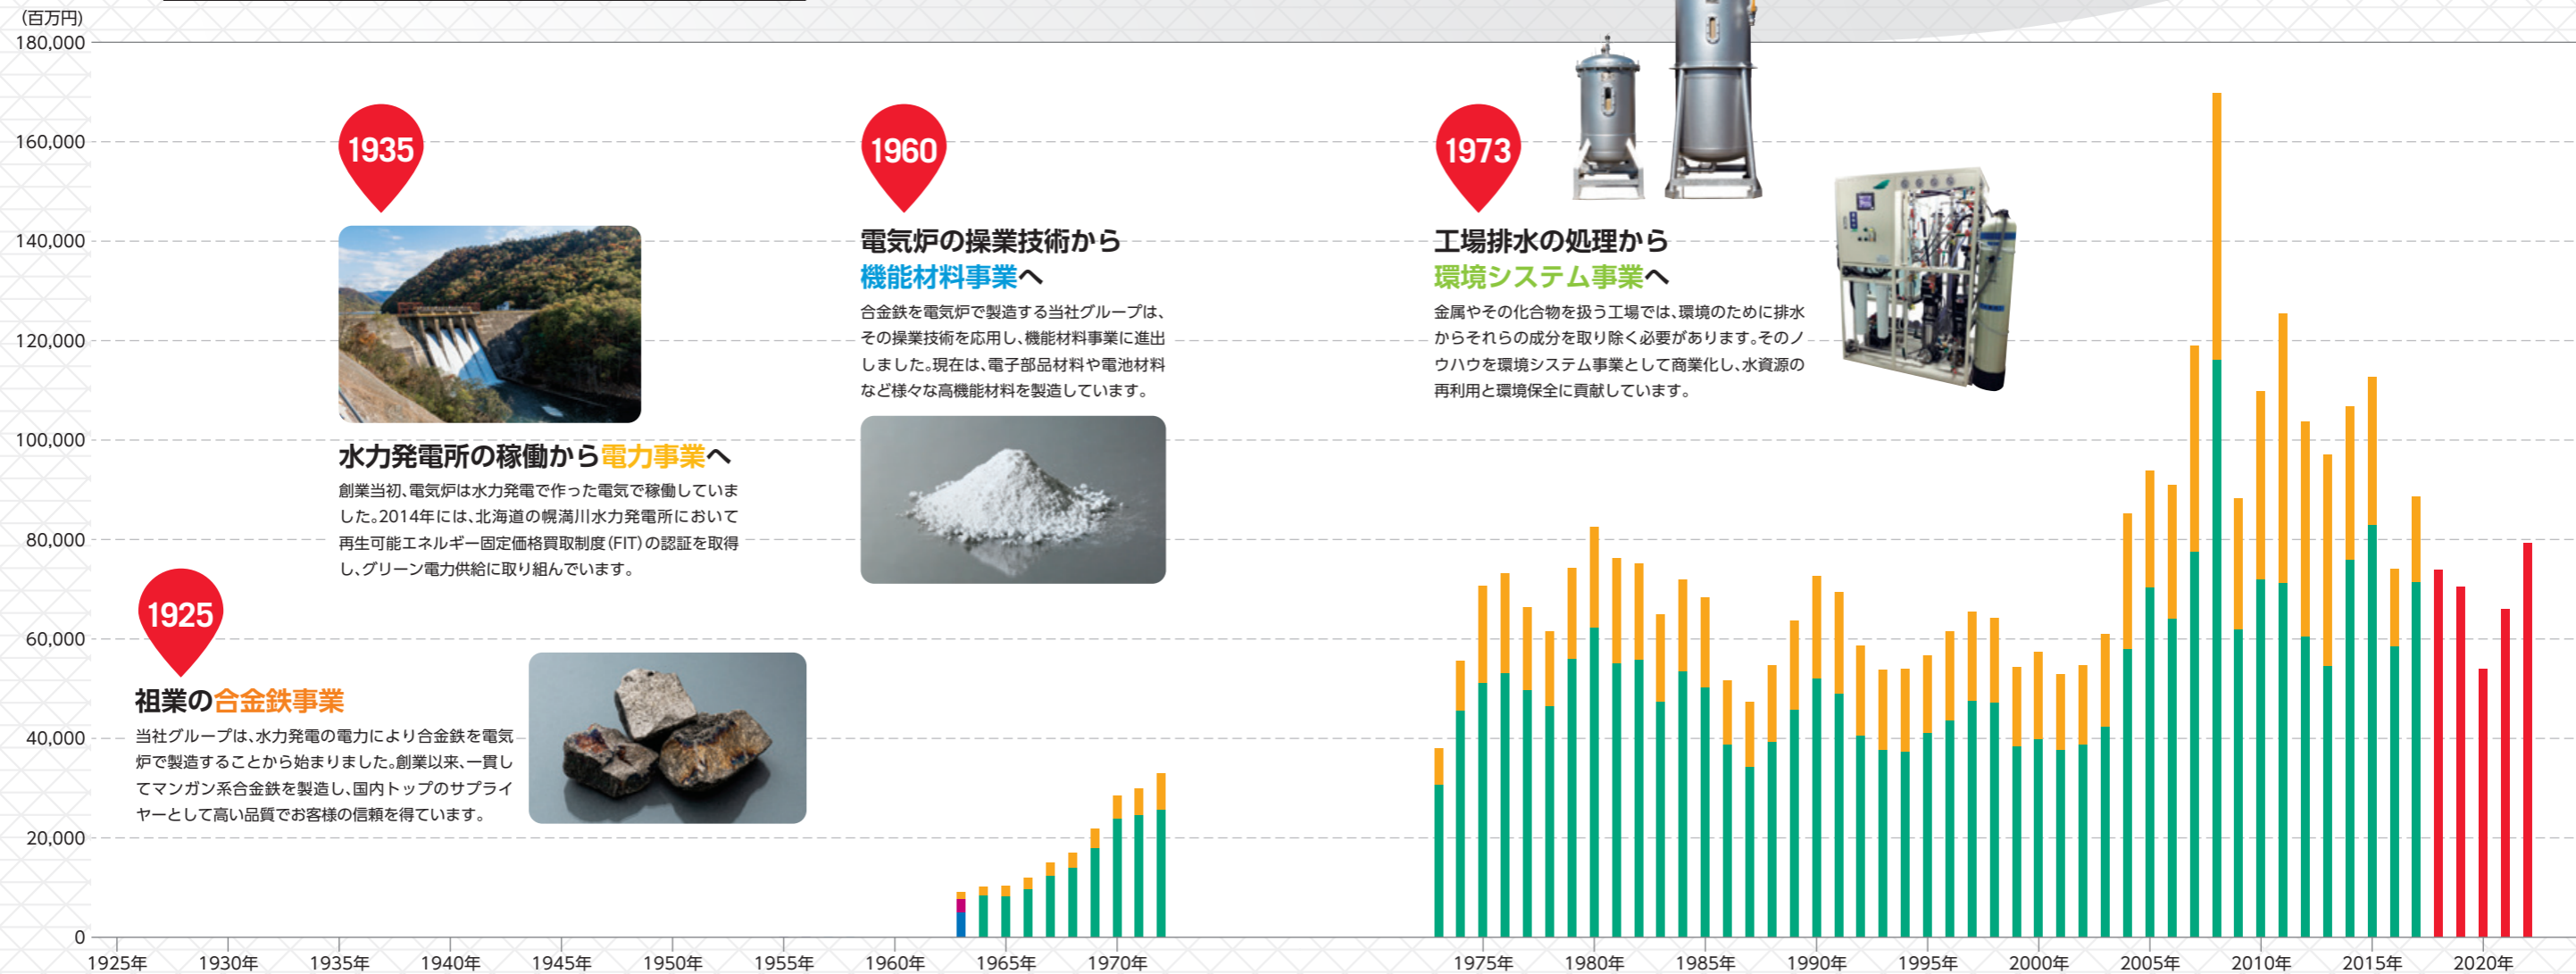 (百万円)
180,000
160,000
140,000
120,000
100,000
80,000
60,000
40,000
20,000
0
1935
水力発電所の稼働から電力事業へ
創業当初、電気炉は水力発電で作った電気で稼働していま
した。2014年には、北海道の幌満川水力発電所において
再生可能エネルギー固定価格買取制度(FIT)の認証を取得
し、グリーン電力供給に取り組んでいます。
1925
祖業の合金鉄事業
当社グループは、水力発電の電力により合金鉄を電気
炉で製造することから始まりました。創業以来、一貫し
てマンガン系合金鉄を製造し、国内トップのサプライ
ヤーとして高い品質でお客様の信頼を得ています。
1960
電気炉の操業技術から
機能材料事業へ
合金鉄を電気炉で製造する当社グループは、
その操業技術を応用し、機能材料事業に進出
しました。現在は、電子部品材料や電池材料
など様々な高機能材料を製造しています。
1973
工場排水の処理から
環境システム事業へ
金属やその化合物を扱う工場では、環境のために排水
からそれらの成分を取り除く必要があります。そのノ
ウハウを環境システム事業として商業化し、水資源の
再利用と環境保全に貢献しています。
1925年
1930年
1935年
1940年
1945年
1950年
1955年
1960年
1965年
1970年
1975年
1980年
1985年
1990年
1995年
2000年
2005年
2010年
2015年
2020年